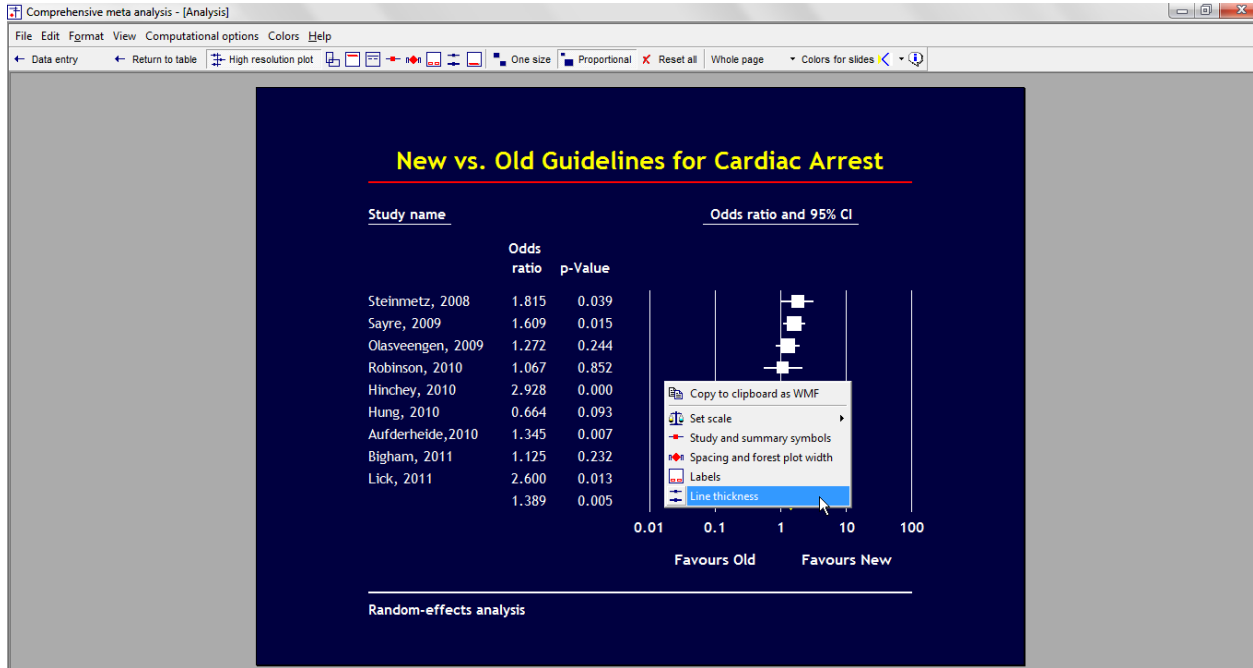 Comprehensive meta analysis - [Analysis]
File Edit Format View Computational options Colors Help
← Data entry ← Return to table High resolution plot One size Proportional X Reset all Whole page Colors for slides
New vs. Old Guidelines for Cardiac Arrest
Study name Odds ratio and 95% CI
Odds
ratio p-Value
Steinmetz, 2008 1.815 0.039
Sayre, 2009 1.609 0.015
Olasveengen, 2009 1.272 0.244
Robinson, 2010 1.067 0.852
Hinchey, 2010 2.928 0.000
Hung, 2010 0.664 0.093
Aufderheide,2010 1.345 0.007
Bigham, 2011 1.125 0.232
Lick, 2011 2.600 0.013
1.389 0.005
Copy to clipboard as WMF
Set scale
Study and summary symbols
Spacing and forest plot width
Labels
Line thickness
0.01 0.1 1 10 100
Favours Old Favours New
Random-effects analysis